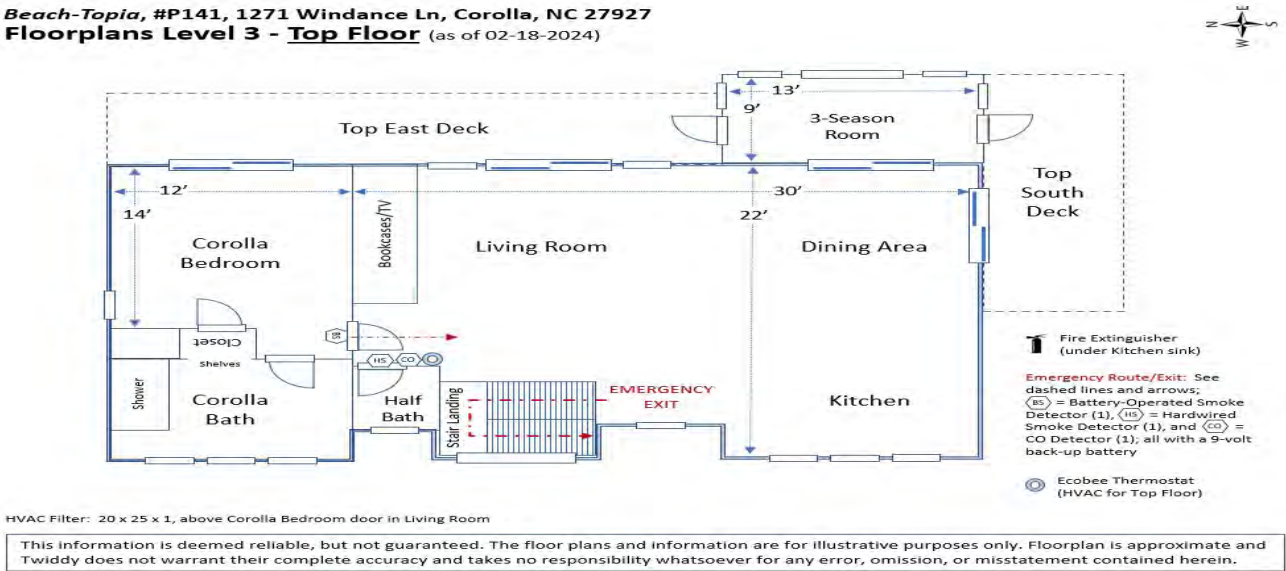 Beach-Topia, #P141, 1271 Windance Ln, Corolla, NC 27927
Floorplans Level 3 - Top Floor (as of 02-18-2024)
N
E
S
W
13'
9'
3-Season
Room
Top East Deck
Top
South
Deck
12'
30'
14'
22'
Bookcases/TV
Corolla
Bedroom
Living Room
Dining Area
SB
Closet
Shelves
HS
CO
Shower
Corolla
Bath
Half
Bath
Stair Landing
EMERGENCY
EXIT
Kitchen
Fire Extinguisher
(under Kitchen sink)
Emergency Route/Exit: See
dashed lines and arrows;
BS = Battery-Operated Smoke
Detector (1), HS = Hardwired
Smoke Detector (1), and CO =
CO Detector (1); all with a 9-volt
back-up battery
Ecobee Thermostat
(HVAC for Top Floor)
HVAC Filter: 20 x 25 x 1, above Corolla Bedroom door in Living Room
This information is deemed reliable, but not guaranteed. The floor plans and information are for illustrative purposes only. Floorplan is approximate and
Twiddy does not warrant their complete accuracy and takes no responsibility whatsoever for any error, omission, or misstatement contained herein.